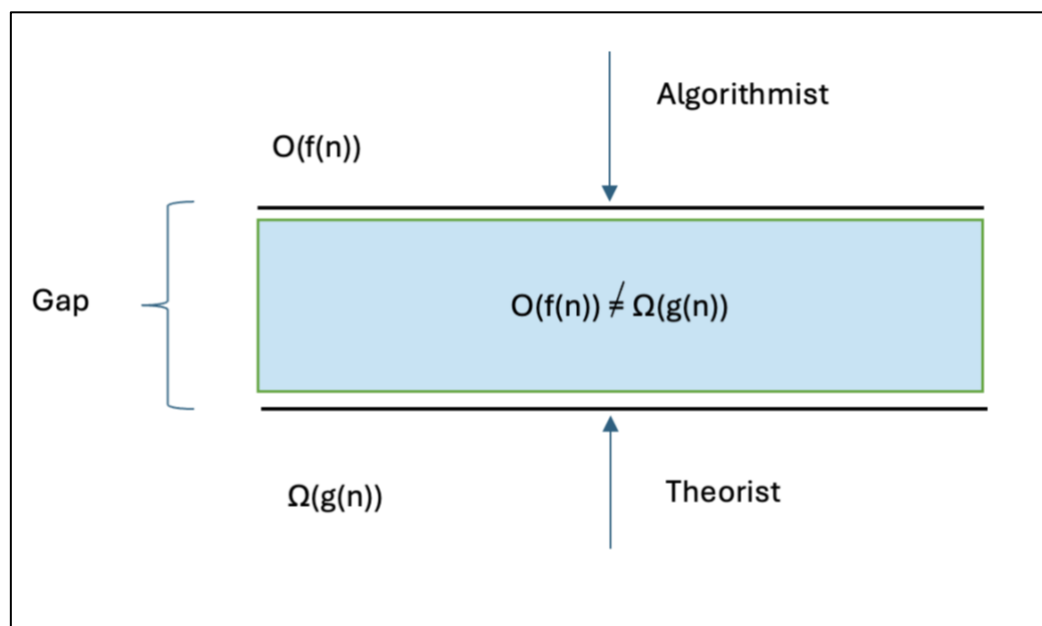 Algorithmist
O(f(n))
Gap
O(f(n)) ≠ Ω(g(n))
Ω(g(n))
Theorist